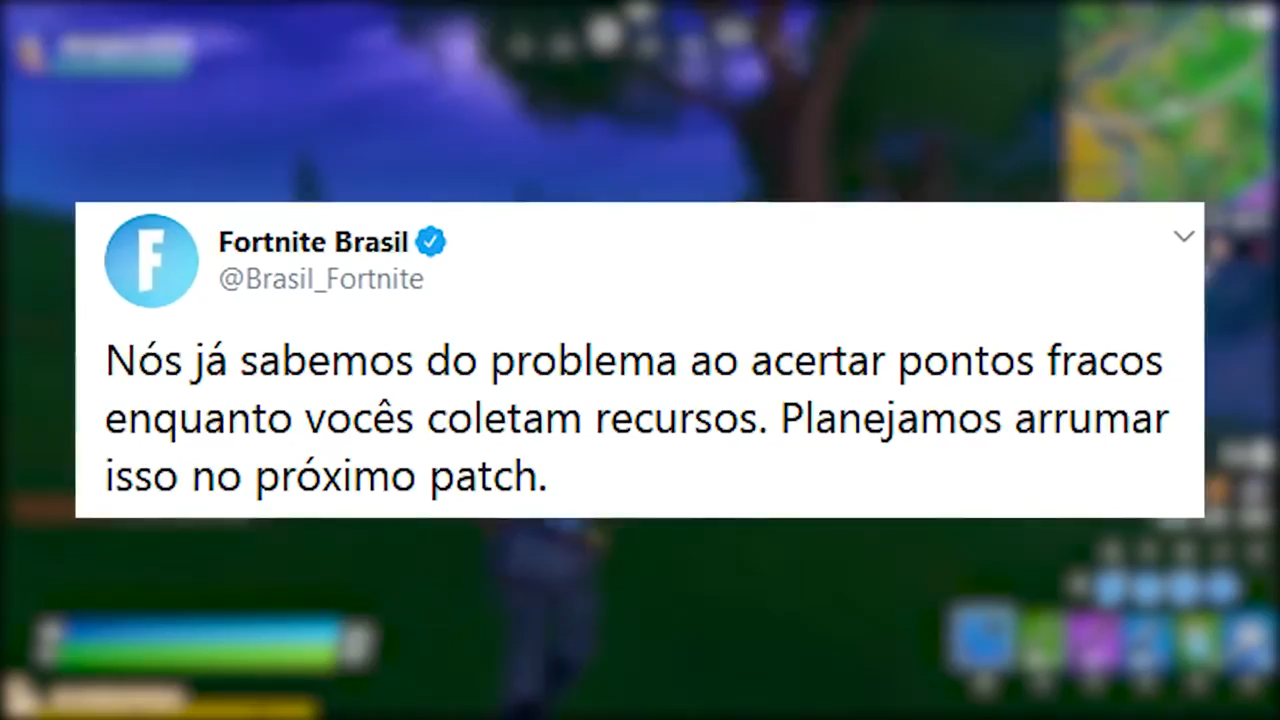 Fortnite Brasil
@Brasil_Fortnite
Nós já sabemos do problema ao acertar pontos fracos
enquanto vocês coletam recursos. Planejamos arrumar
isso no próximo patch.